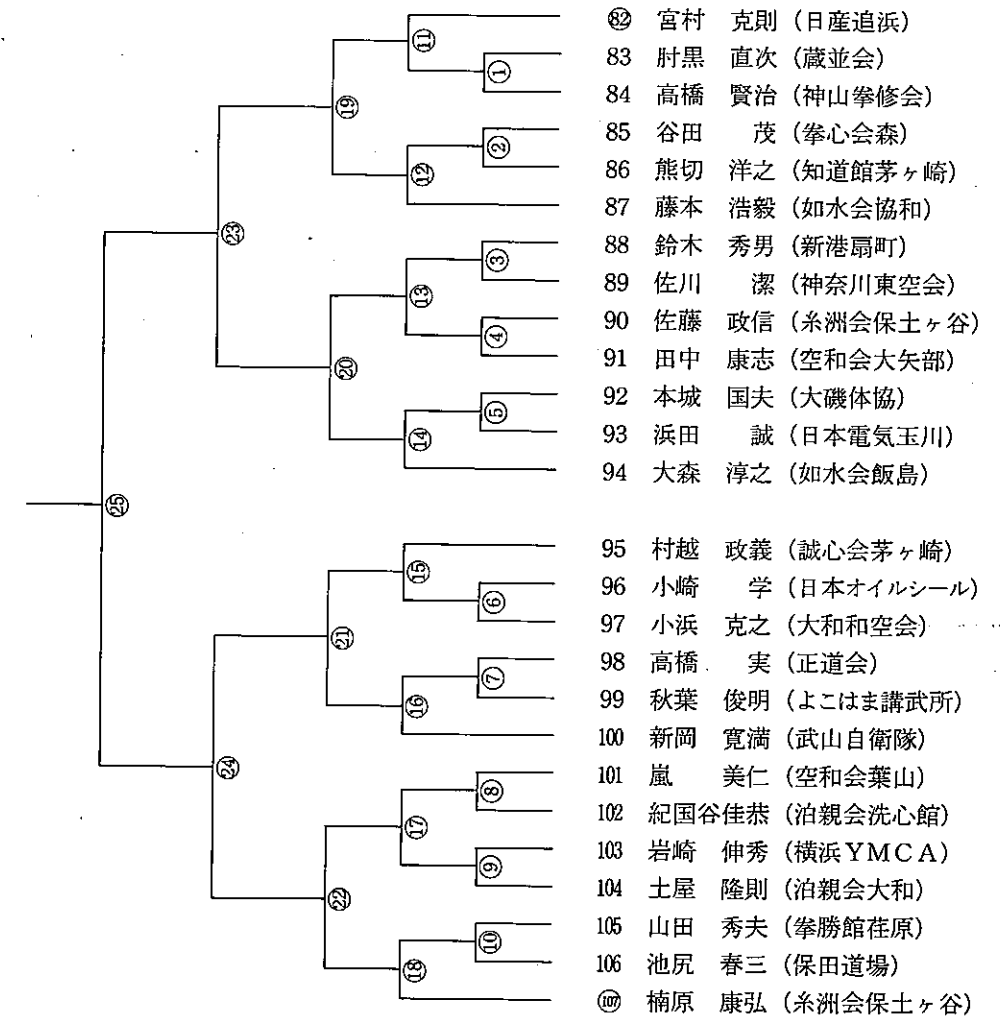 ㉘ 宮村 克則 (日産追浜)
83 肘黒 直次 (蔵並会)
84 高橋 賢治 (神山拳修会)
85 谷田 茂 (拳心会森)
86 熊切 洋之 (知道館茅ヶ崎)
87 藤本 浩毅 (如水会協和)
88 鈴木 秀男 (新港扇町)
89 佐川 潔 (神奈川東空会)
90 佐藤 政信 (糸洲会保土ヶ谷)
91 田中 康志 (空和会大矢部)
92 本城 国夫 (大磯体協)
93 浜田 誠 (日本電気玉川)
94 大森 淳之 (如水会飯島)
95 村越 政義 (誠心会茅ヶ崎)
96 小崎 学 (日本オイルシール)
97 小浜 克之 (大和和空会)
98 高橋 実 (正道会)
99 秋葉 俊明 (よこはま講武所)
100 新岡 寛満 (武山自衛隊)
101 嵐 美仁 (空和会葉山)
102 紀国谷佳恭 (泊親会洗心館)
103 岩崎 伸秀 (横浜YMCA)
104 土屋 隆則 (泊親会大和)
105 山田 秀夫 (拳勝館荏原)
106 池尻 春三 (保田道場)
107 楠原 康弘 (糸洲会保土ヶ谷)
⑪
①
⑲
②
⑫
㉓
③
⑬
④
⑳
⑤
⑭
㉕
⑮
⑥
㉑
⑦
⑯
㉔
⑧
⑰
⑨
㉒
⑩
⑱